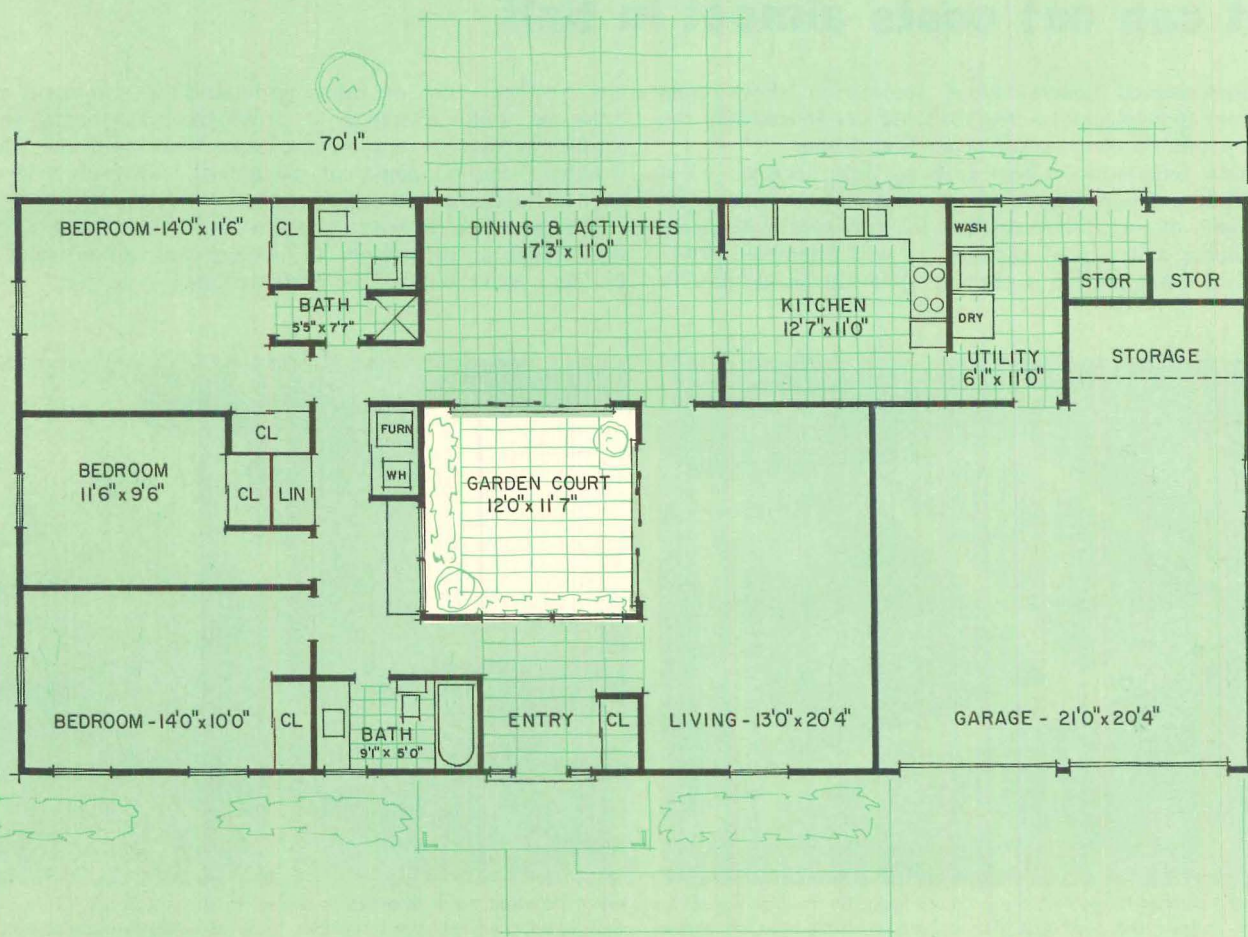 70' 1"
BEDROOM-14'0" x 11'6"
CL
DINING & ACTIVITIES
17'3" x 11'0"
WASH
BATH
5'5" x 7'7"
KITCHEN
12'7" x 11'0"
DRY
STOR
STOR
UTILITY
6'1" x 11'0"
STORAGE
CL
FURN
BEDROOM
11'6" x 9'6"
CL
LIN
WH
GARDEN COURT
12'0" x 11'7"
BEDROOM-14'0" x 10'0"
CL
BATH
9'1" x 5'0"
ENTRY
CL
LIVING - 13'0" x 20'4"
GARAGE - 21'0" x 20'4"